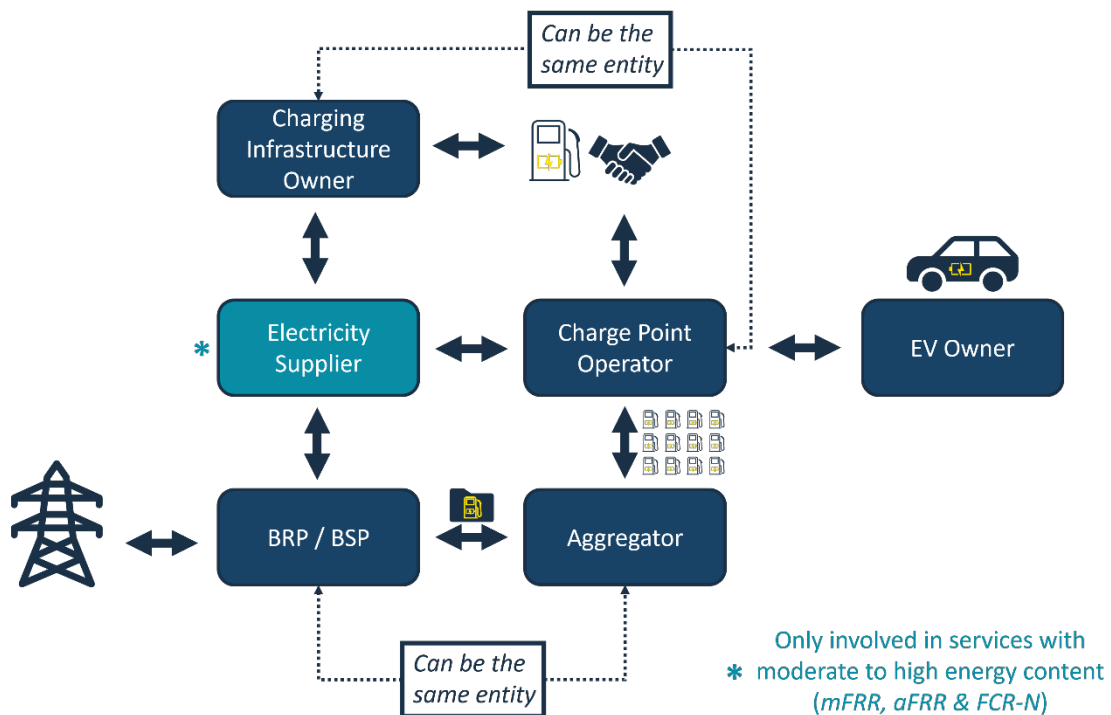 Can be the
same entity
Charging
Infrastructure
Owner
* Electricity
Supplier
Charge Point
Operator
EV Owner
BRP / BSP
Aggregator
Can be the
same entity
Only involved in services with
* moderate to high energy content
(mFRR, aFRR & FCR-N)